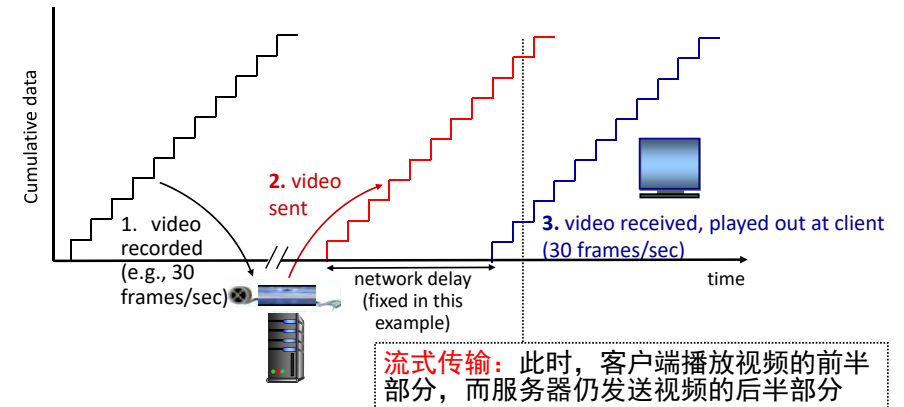 Cumulative data
1. video
recorded
(e.g., 30
frames/sec)
2. video
sent
3. video received, played out at client
(30 frames/sec)
time
network delay
(fixed in this
example)
流式传输：此时，客户端播放视频的前半
部分，而服务器仍发送视频的后半部分